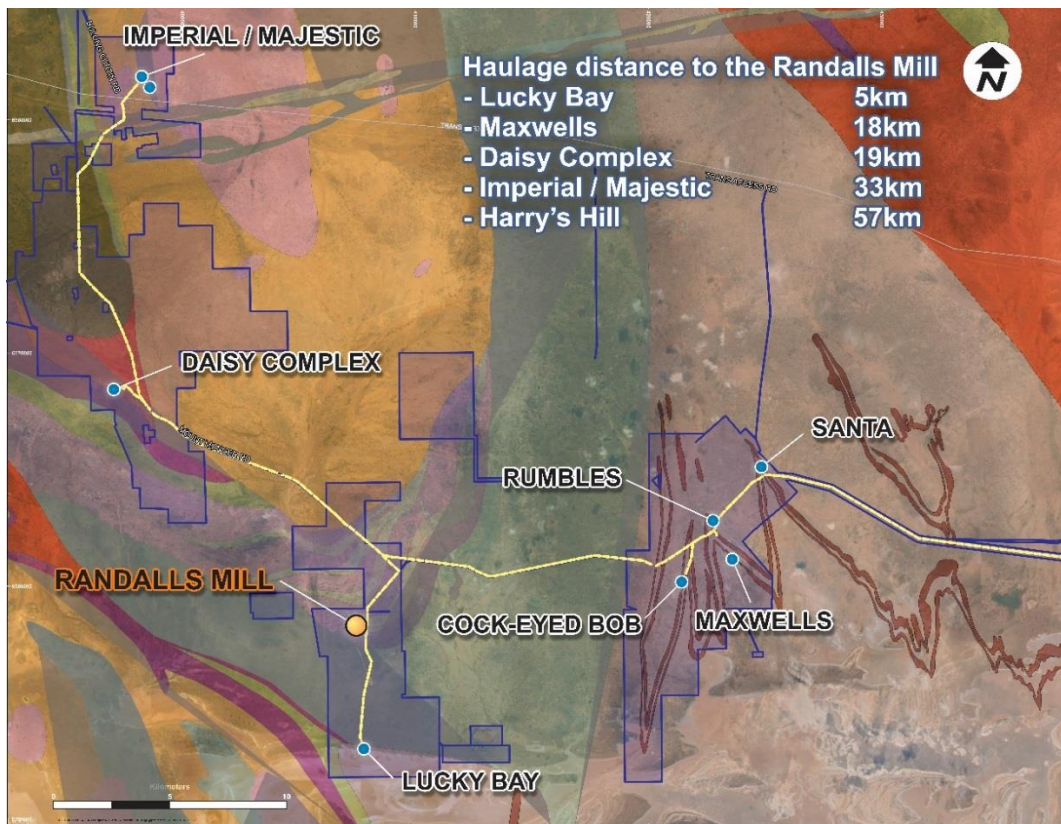 IMPERIAL / MAJESTIC
Haulage distance to the Randalls Mill
- Lucky Bay 5km
- Maxwells 18km
- Daisy Complex 19km
- Imperial / Majestic 33km
- Harry's Hill 57km
N
DAISY COMPLEX
SANTA
RUMBLES
RANDALLS MILL
COCK-EYED BOB
MAXWELLS
LUCKY BAY
Kilometers
0 5 10